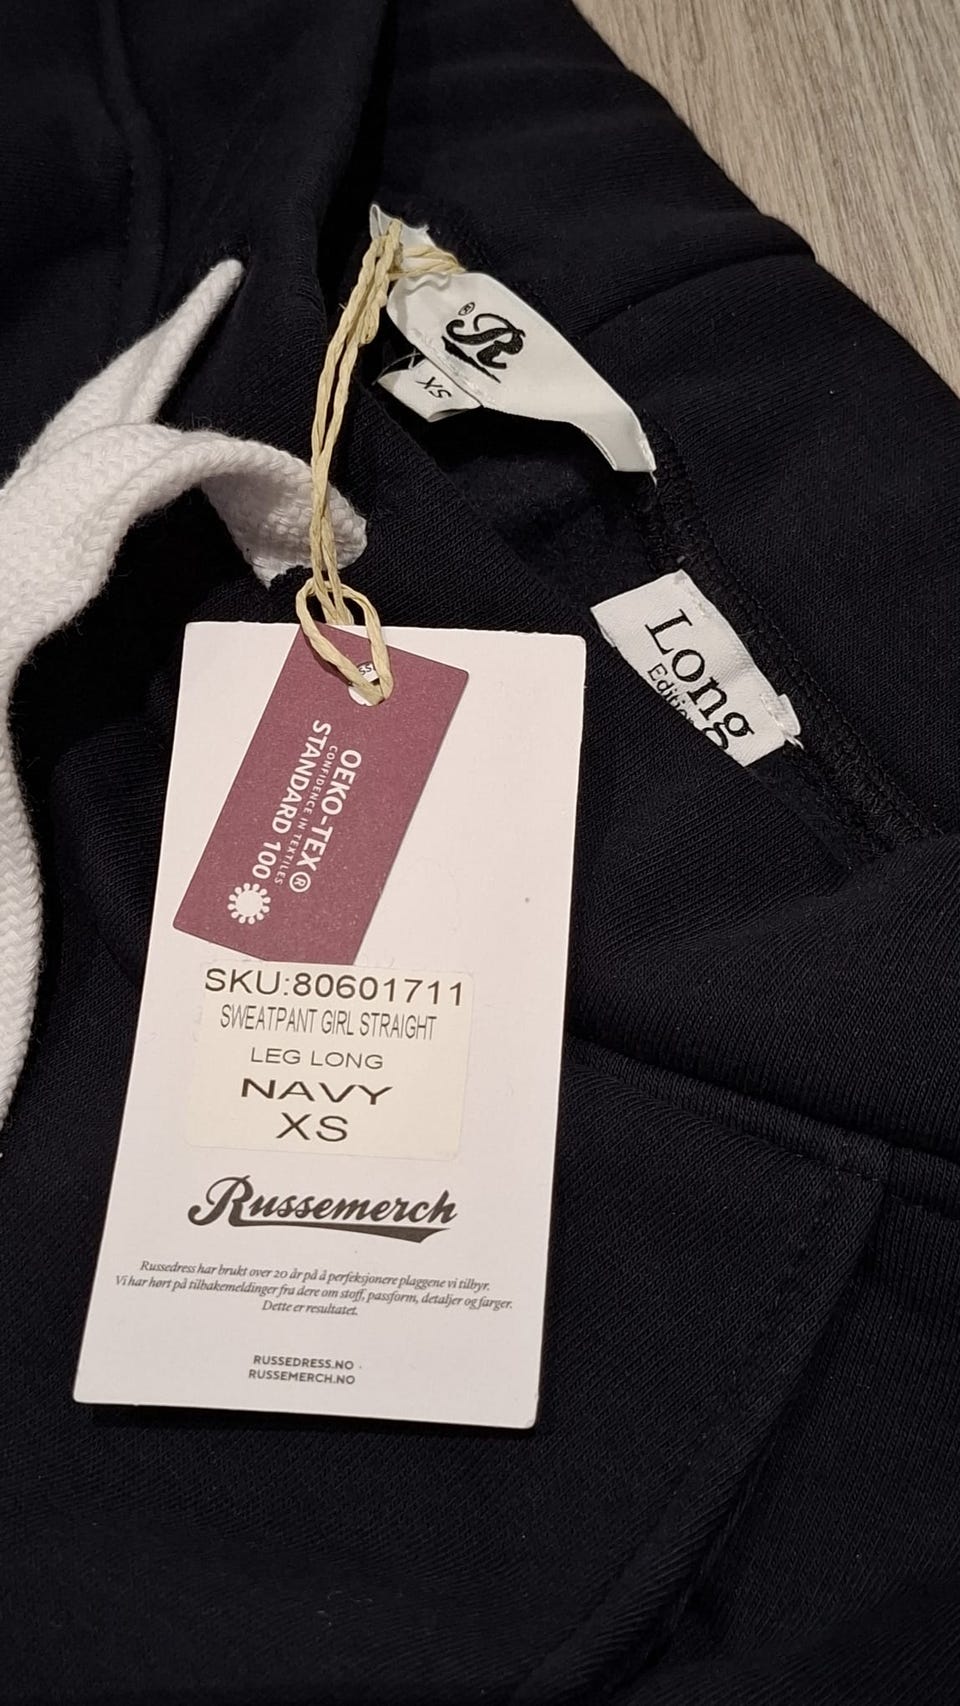 R®
XS
Long
Edition
OEKO-TEX®
CONFIDENCE IN TEXTILES
STANDARD 100
SKU:80601711
SWEATPANT GIRL STRAIGHT
LEG LONG
NAVY
XS
Russemerch
Russedress har brukt over 20 år på å perfeksjonere plaggene vi tilbyr.
Vi har hørt på tilbakemeldinger fra dere om stoff, passform, detaljer og farger.
Dette er resultatet.
RUSSEDRESS.NO
RUSSEMERCH.NO